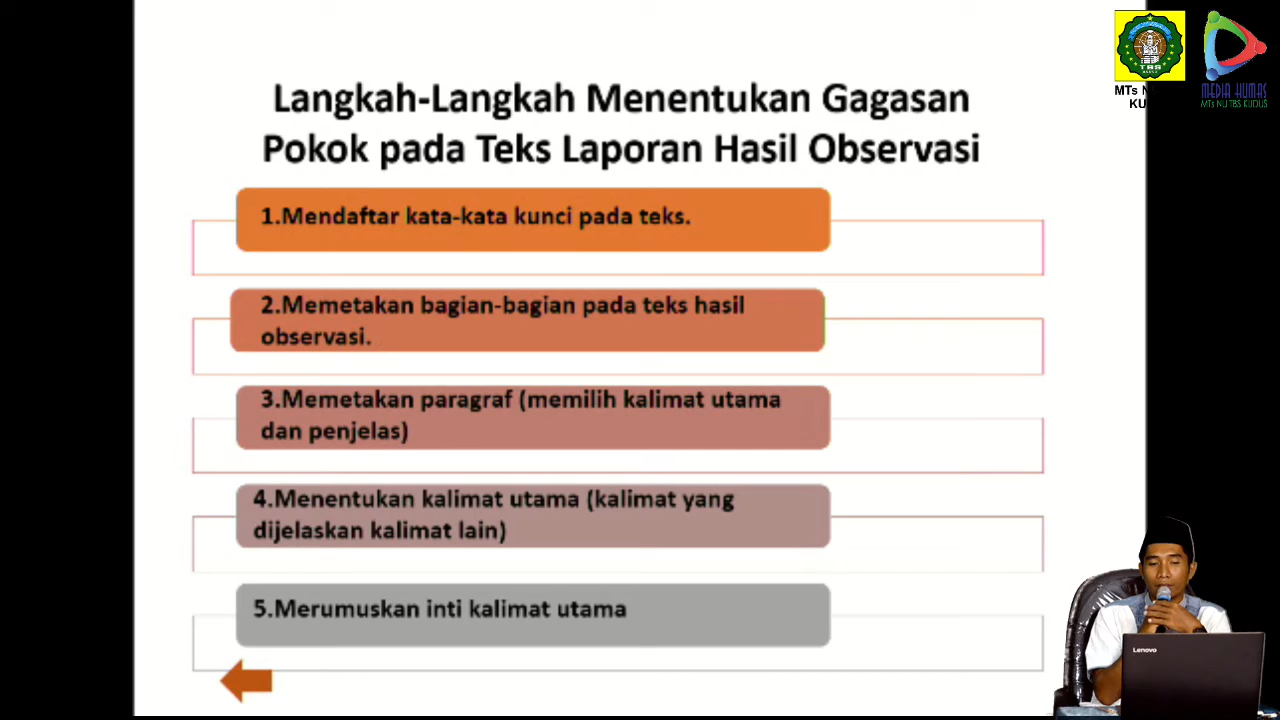 Langkah-Langkah Menentukan Gagasan
Pokok pada Teks Laporan Hasil Observasi
1.Mendaftar kata-kata kunci pada teks.
2.Memetakan bagian-bagian pada teks hasil
observasi.
3.Memetakan paragraf (memilih kalimat utama
dan penjelas)
4.Menentukan kalimat utama (kalimat yang
dijelaskan kalimat lain)
5.Merumuskan inti kalimat utama
TBS
MTs N
KU
MEDIA HUMAS
MTs NU TBS KUDUS
Lenovo